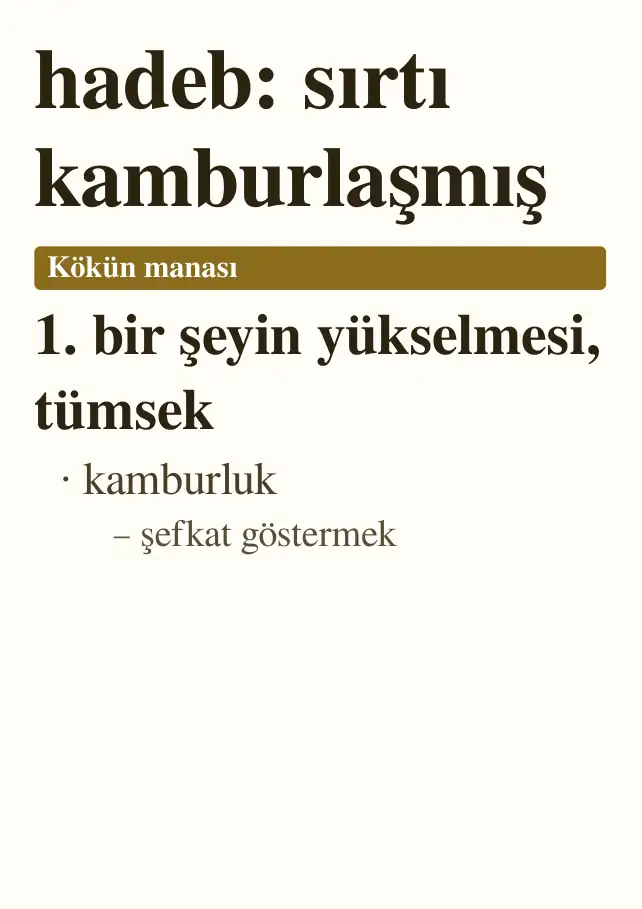 hadeb: sırtı
kamburlaşmış
Kökün manası
1. bir şeyin yükselmesi,
tümsek
· kamburluk
– şefkat göstermek